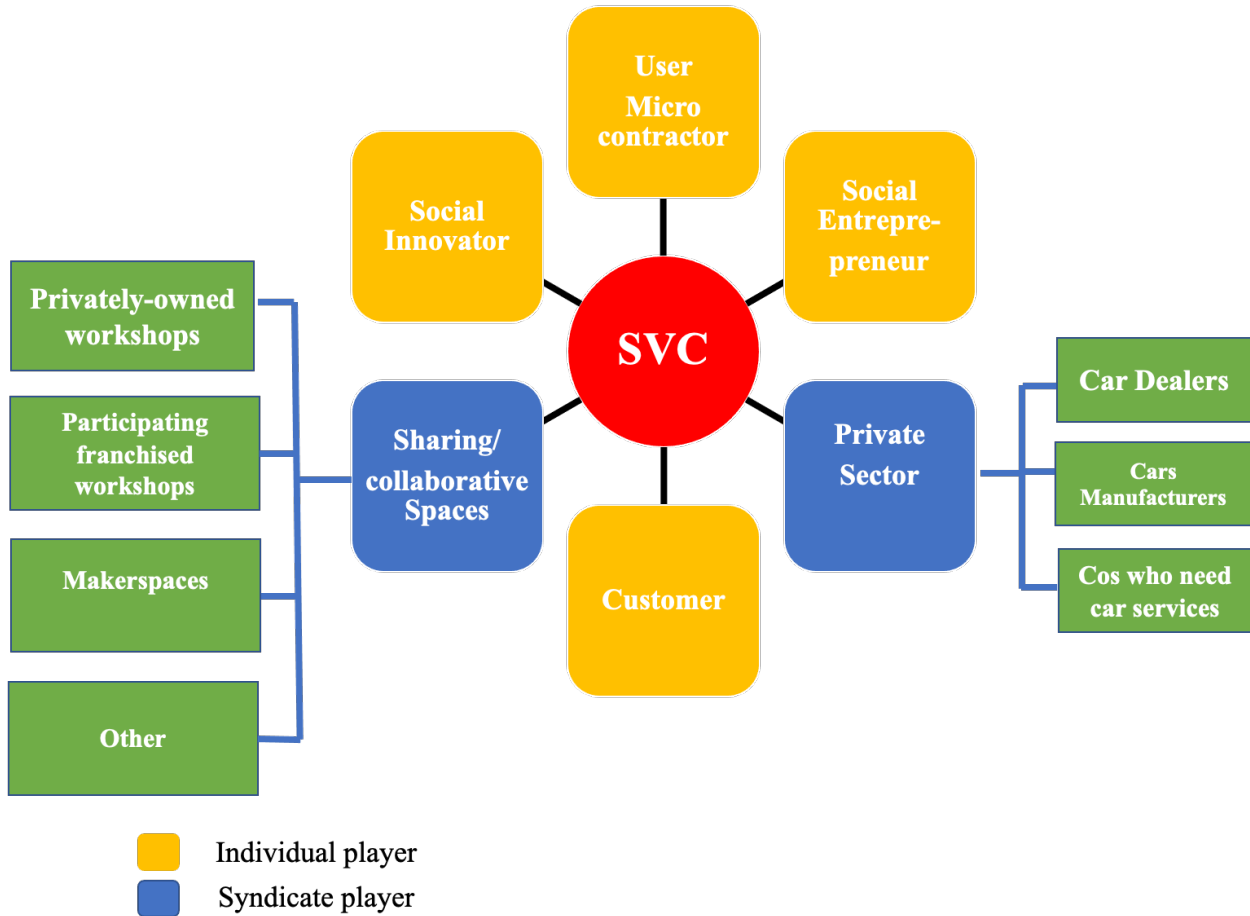 User
Micro
contractor
Social
Innovator
Social
Entrepre-
preneur
SVC
Privately-owned
workshops
Participating
franchised
workshops
Makerspaces
Other
Sharing/
collaborative
Spaces
Private
Sector
Customer
Car Dealers
Cars
Manufacturers
Cos who need
car services
Individual player
Syndicate player